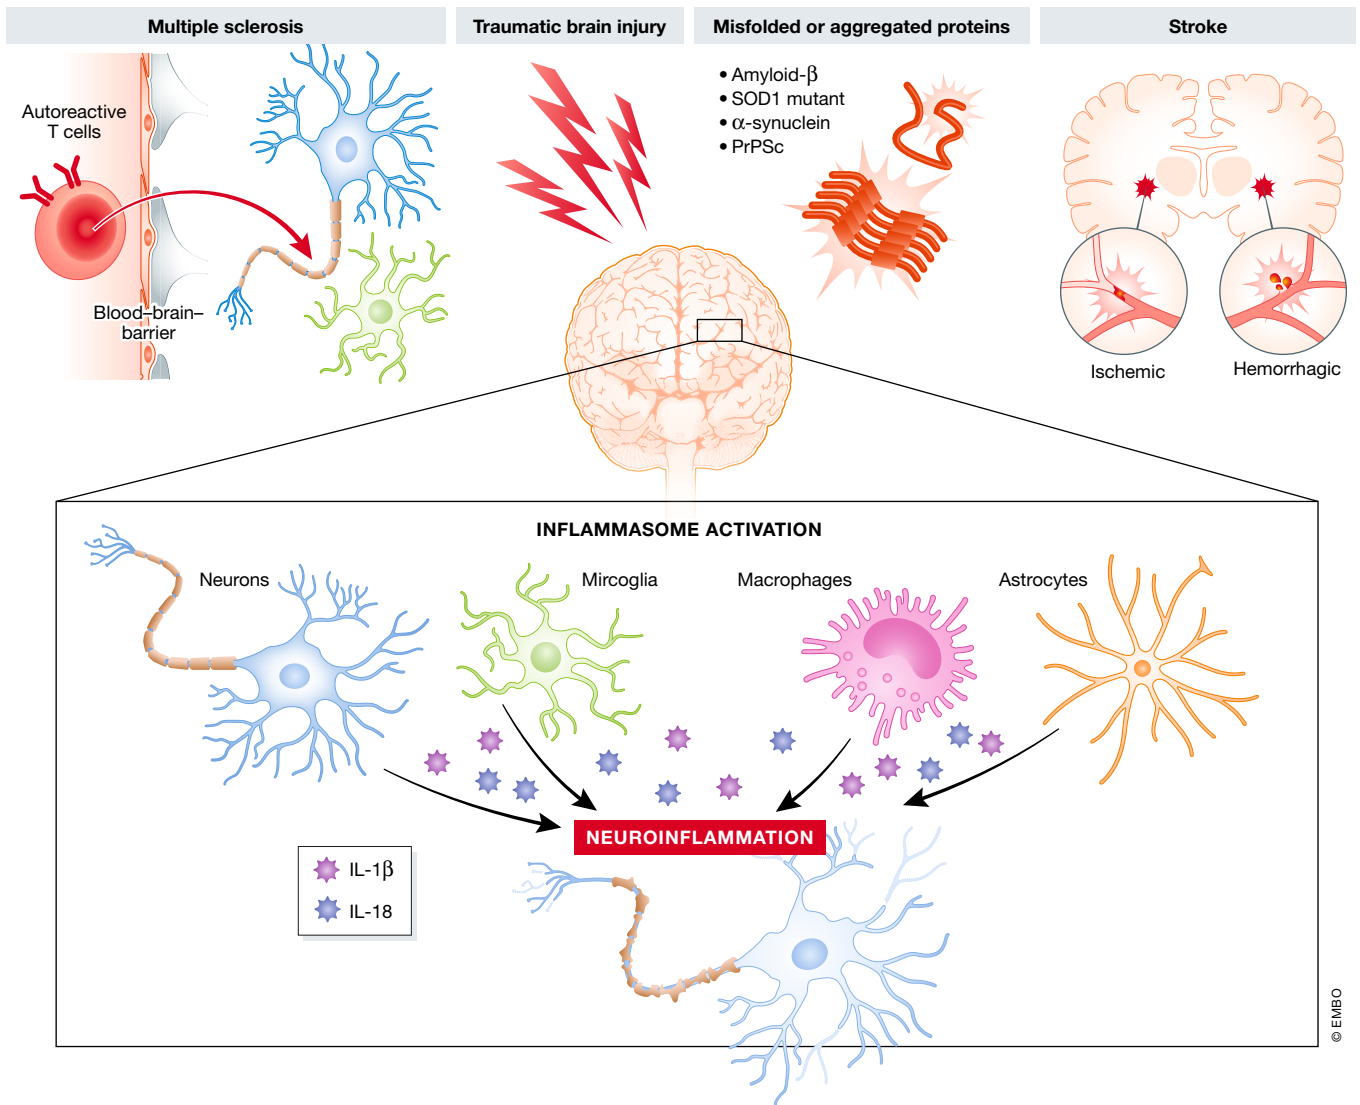 Multiple sclerosis
Traumatic brain injury
Misfolded or aggregated proteins
Stroke
Autoreactive
T cells
Blood–brain–
barrier
• Amyloid-β
• SOD1 mutant
• α-synuclein
• PrPSc
Ischemic
Hemorrhagic
INFLAMMASOME ACTIVATION
Neurons
Mircoglia
Macrophages
Astrocytes
NEUROINFLAMMATION
IL-1β
IL-18
© EMBO